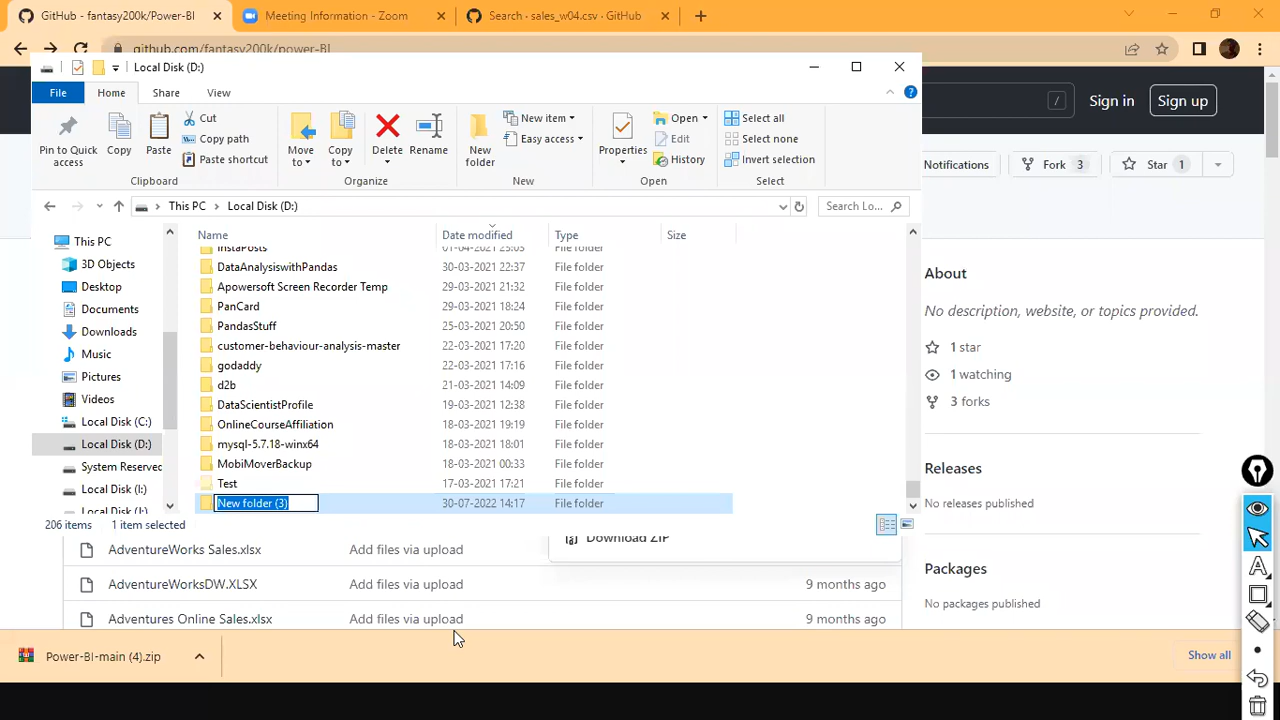 GitHub - fantasy200k/Power-BI
Meeting Information - Zoom
Search · sales_w04.csv · GitHub
github.com/fantasy200k/power-BI
Local Disk (D:)
File
Home
Share
View
Sign in
Sign up
Pin to Quick access
Copy
Paste
Cut
Copy path
Paste shortcut
Clipboard
Move to
Copy to
Delete
Rename
Organize
New folder
New item
Easy access
New
Properties
Open
Edit
History
Open
Select all
Select none
Invert selection
Select
Notifications
Fork 3
Star 1
This PC
Local Disk (D:)
Search Lo...
Name
Date modified
Type
Size
This PC
3D Objects
Desktop
Documents
Downloads
Music
Pictures
Videos
Local Disk (C:)
Local Disk (D:)
System Reserved
Local Disk (I:)
Local Disk (I:)
InstaPosts 01-04-2021 23:03 File folder
DataAnalysiswithPandas 30-03-2021 22:37 File folder
Apowersoft Screen Recorder Temp 29-03-2021 21:32 File folder
PanCard 29-03-2021 18:24 File folder
PandasStuff 25-03-2021 20:50 File folder
customer-behaviour-analysis-master 22-03-2021 17:20 File folder
godaddy 22-03-2021 17:16 File folder
d2b 21-03-2021 14:09 File folder
DataScientistProfile 19-03-2021 12:38 File folder
OnlineCourseAffiliation 18-03-2021 19:19 File folder
mysql-5.7.18-winx64 18-03-2021 18:01 File folder
MobiMoverBackup 18-03-2021 00:33 File folder
Test 17-03-2021 17:21 File folder
New folder (3) 30-07-2022 14:17 File folder
206 items
1 item selected
About
No description, website, or topics provided.
1 star
1 watching
3 forks
Releases
No releases published
Packages
No packages published
Download ZIP
AdventureWorks Sales.xlsx Add files via upload
AdventureWorksDW.XLSX Add files via upload 9 months ago
Adventures Online Sales.xlsx Add files via upload 9 months ago
Power-BI-main (4).zip
Show all
A